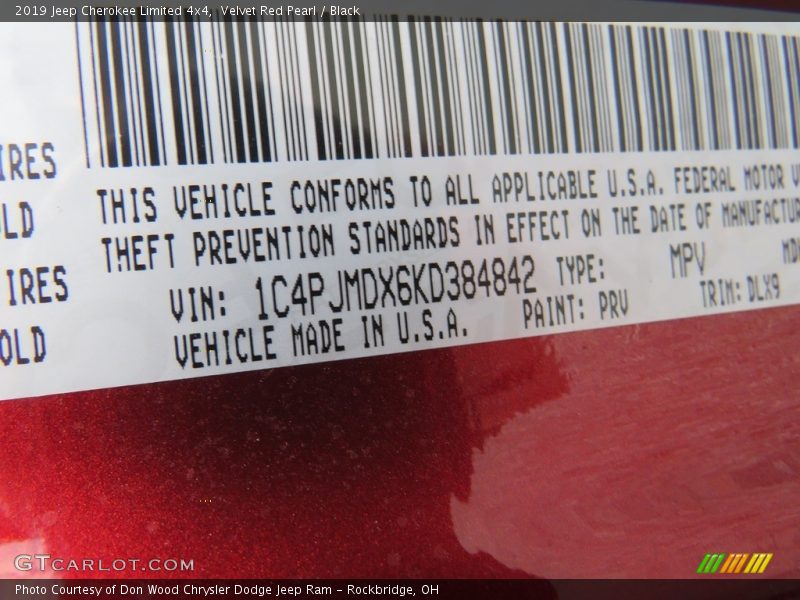 2019 Jeep Cherokee Limited 4x4, Velvet Red Pearl / Black
IRES
THIS VEHICLE CONFORMS TO ALL APPLICABLE U.S.A. FEDERAL MOTOR
OLD
THEFT PREVENTION STANDARDS IN EFFECT ON THE DATE OF MANUFACTU
IRES
VIN: 1C4PJMDX6KD384842 TYPE: MPV
OLD
VEHICLE MADE IN U.S.A. PAINT: PRV TRIM: DLX9
GTCARLOT.COM
Photo Courtesy of Don Wood Chrysler Dodge Jeep Ram – Rockbridge, OH